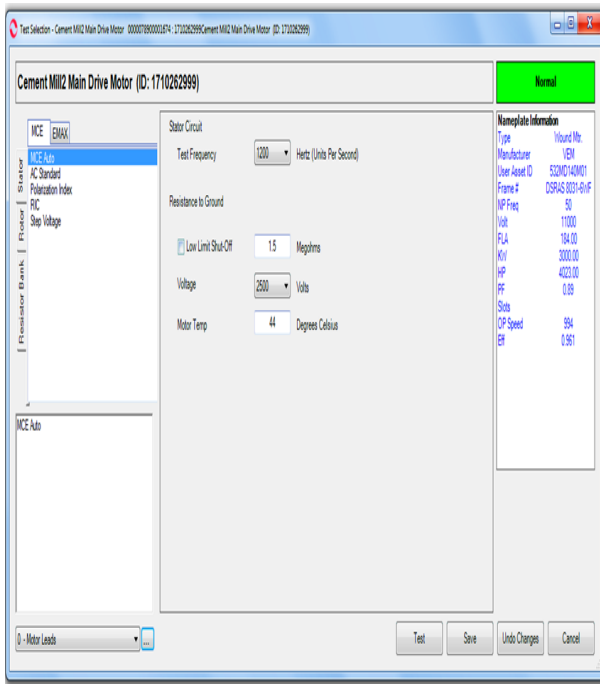 Test Selection - Cement Mill2 Main Drive Motor 000007890001674 : 1710262999Cement Mill2 Main Drive Motor (ID: 1710262999)
Cement Mill2 Main Drive Motor (ID: 1710262999)
Normal
MCE
EMAX
Stator
Rotor
Resistor Bank
MCE Auto
AC Standard
Polarization Index
RIC
Step Voltage
Stator Circuit
Test Frequency 1200 Hertz (Units Per Second)
Resistance to Ground
Low Limit Shut-Off 1.5 Megohms
Voltage 2500 Volts
Motor Temp 44 Degrees Celsius
Nameplate Information
Type Wound Mtr.
Manufacturer VEM
User Asset ID 532MD140M01
Frame # DSRAS 8031-6WF
NP Freq 50
Volt 11000
FLA 184.00
KW 3000.00
HP 4023.00
PF 0.89
Slots
OP Speed 994
Eff 0.961
MCE Auto
0 - Motor Leads
...
Test
Save
Undo Changes
Cancel